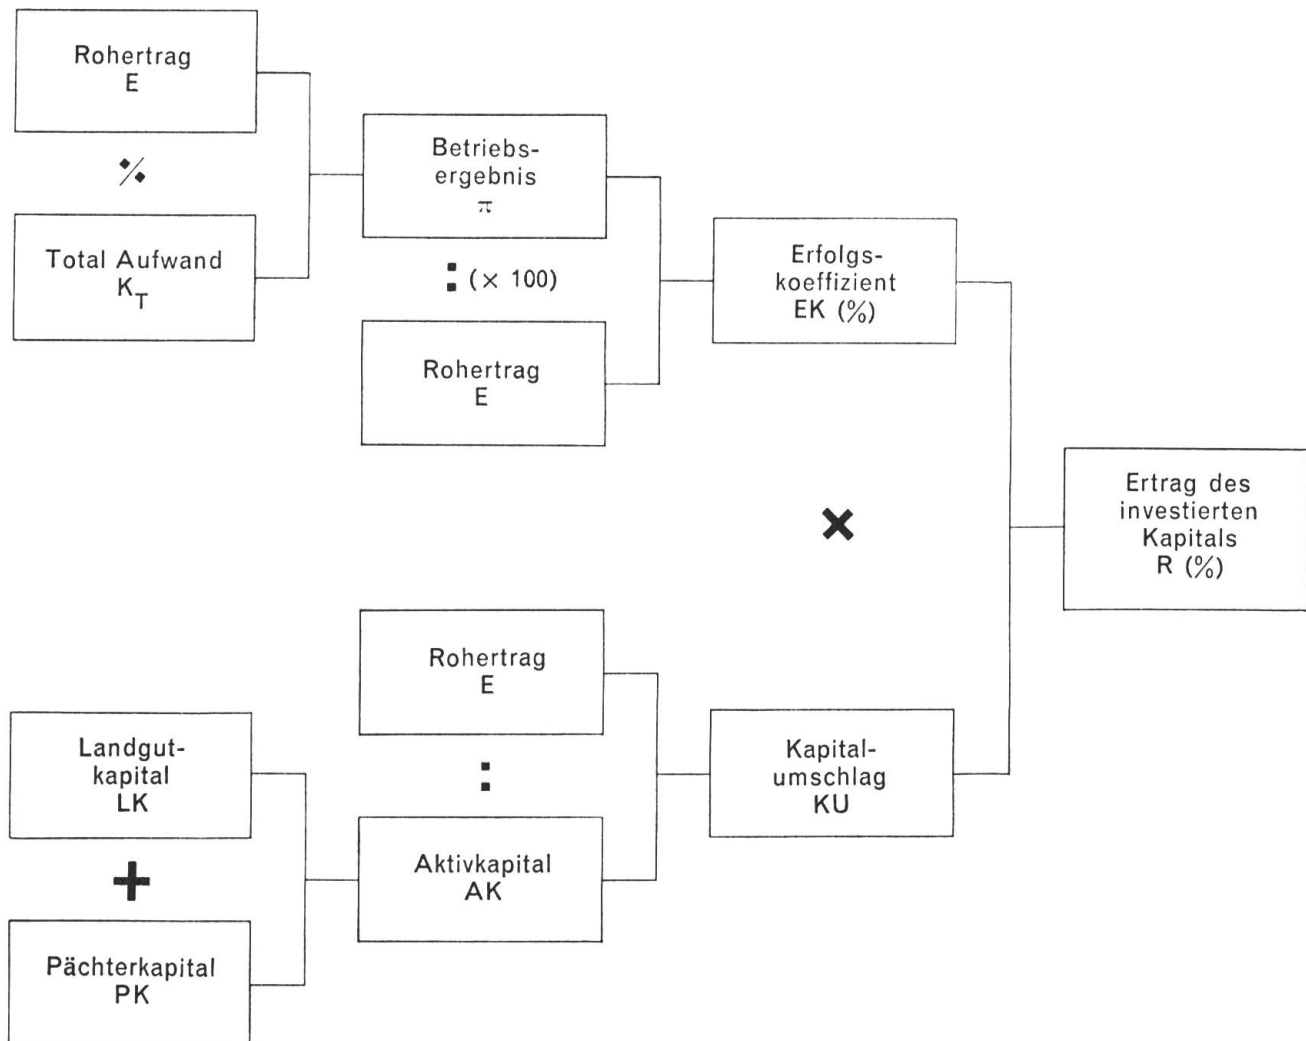 Rohertrag
E
⁒
Total Aufwand
K_T
Betriebs-
ergebnis
π
: (× 100)
Rohertrag
E
Erfolgs-
koeffizient
EK (%)
×
Ertrag des
investierten
Kapitals
R (%)
Rohertrag
E
:
Landgut-
kapital
LK
+
Pächterkapital
PK
Aktivkapital
AK
Kapital-
umschlag
KU